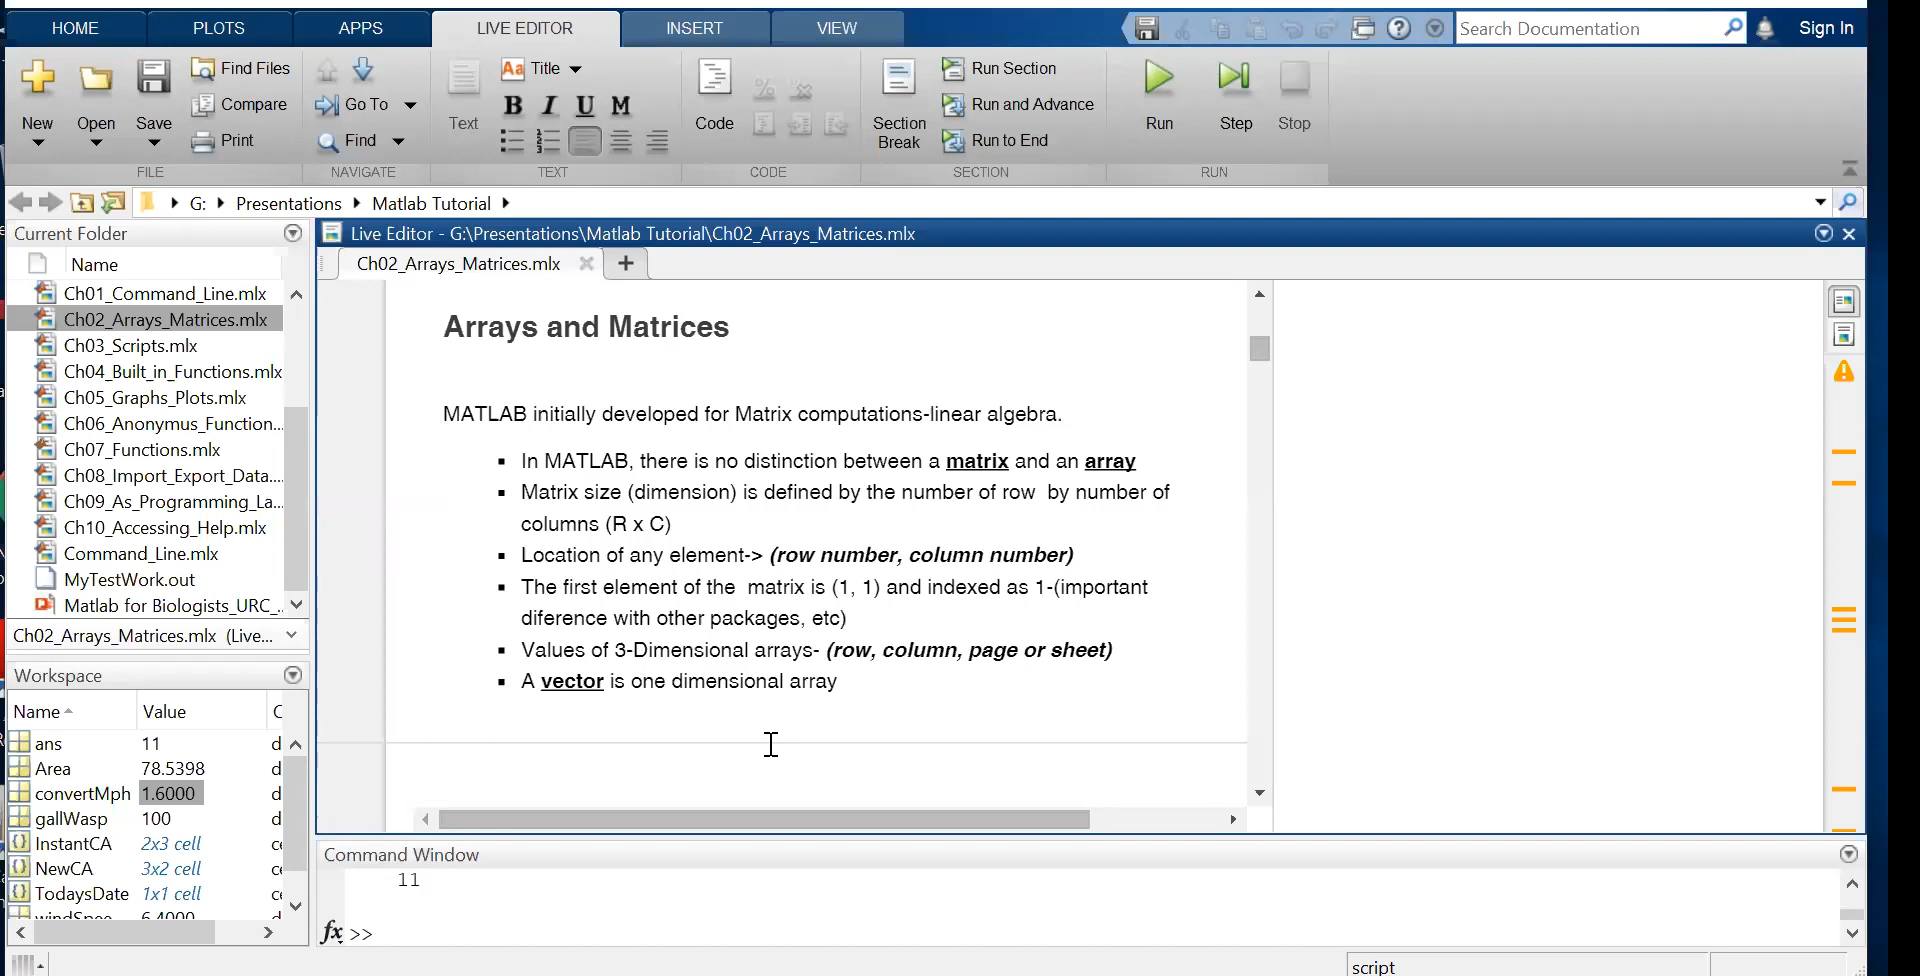 HOME PLOTS APPS LIVE EDITOR INSERT VIEW Search Documentation Sign In
Find Files Title Run Section
Compare Go To B I U M Run and Advance
New Open Save Print Find Text Code Section Break Run to End Run Step Stop
FILE NAVIGATE TEXT CODE SECTION RUN
G: Presentations Matlab Tutorial
Current Folder
Name
Ch01_Command_Line.mlx
Ch02_Arrays_Matrices.mlx
Ch03_Scripts.mlx
Ch04_Built_in_Functions.mlx
Ch05_Graphs_Plots.mlx
Ch06_Anonymus_Function...
Ch07_Functions.mlx
Ch08_Import_Export_Data....
Ch09_As_Programming_La...
Ch10_Accessing_Help.mlx
Command_Line.mlx
MyTestWork.out
Matlab for Biologists_URC_...
Ch02_Arrays_Matrices.mlx (Live...
Workspace
Name Value C
ans 11 d
Area 78.5398 d
convertMph 1.6000 d
gallWasp 100 d
InstantCA 2x3 cell ce
NewCA 3x2 cell ce
TodaysDate 1x1 cell ce
windSpee 6.4000
Live Editor - G:\Presentations\Matlab Tutorial\Ch02_Arrays_Matrices.mlx
Ch02_Arrays_Matrices.mlx
Arrays and Matrices
MATLAB initially developed for Matrix computations-linear algebra.
▪ In MATLAB, there is no distinction between a matrix and an array
▪ Matrix size (dimension) is defined by the number of row by number of
columns (R x C)
▪ Location of any element-> (row number, column number)
▪ The first element of the matrix is (1, 1) and indexed as 1-(important
diference with other packages, etc)
▪ Values of 3-Dimensional arrays- (row, column, page or sheet)
▪ A vector is one dimensional array
Command Window
11
fx >>
script